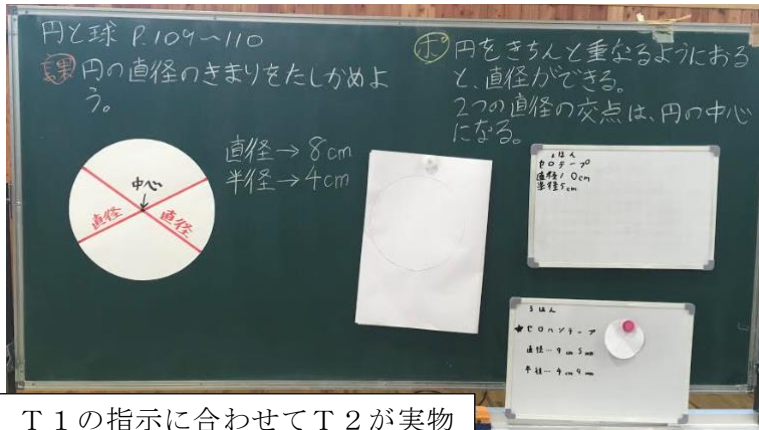 円と球 P.109〜110
課 円の直径のきまりをたしかめよ
う。
中心
直径
直径
直径→8cm
半径→4cm
ポ 円をきちんと重なるようにおる
と、直径ができる。
2つの直径の交点は、円の中心
になる。
セロテープ
直径10cm
半径5cm
5はん
★セロハンテープ
直径…9cm5mm
半径…4cm9mm
T1の指示に合わせてT2が実物